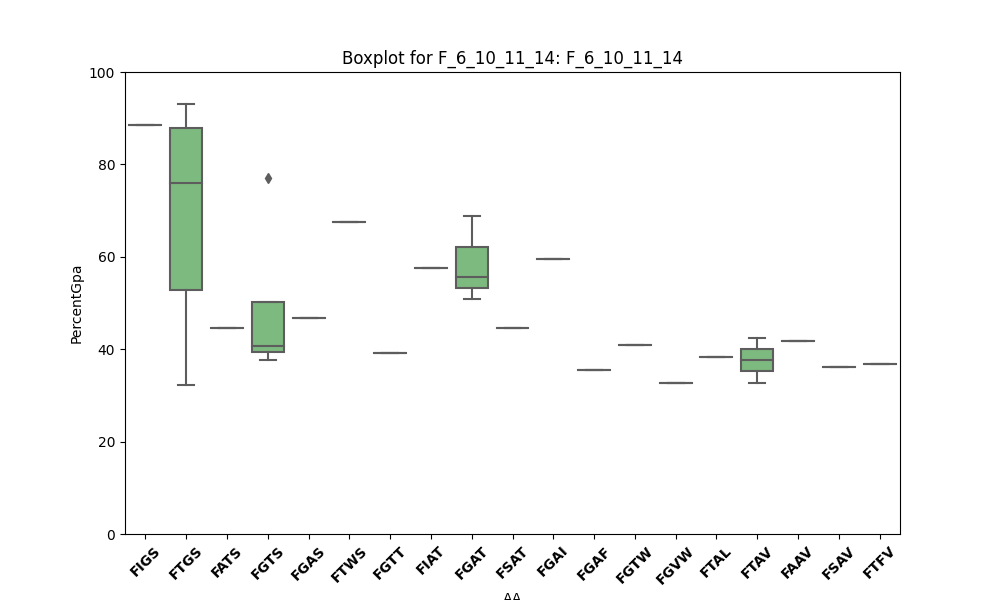 Boxplot for F_6_10_11_14: F_6_10_11_14
100
80
60
40
20
0
PercentGpa
FIGS
FTGS
FATS
FGTS
FGAS
FTWS
FGTT
FIAT
FGAT
FSAT
FGAI
FGAF
FGTW
FGVW
FTAL
FTAV
FAAV
FSAV
FTFV
AA